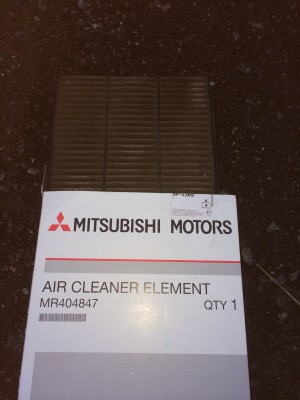 MITSUBISHI MOTORS
AIR CLEANER ELEMENT
MR404847
QTY 1